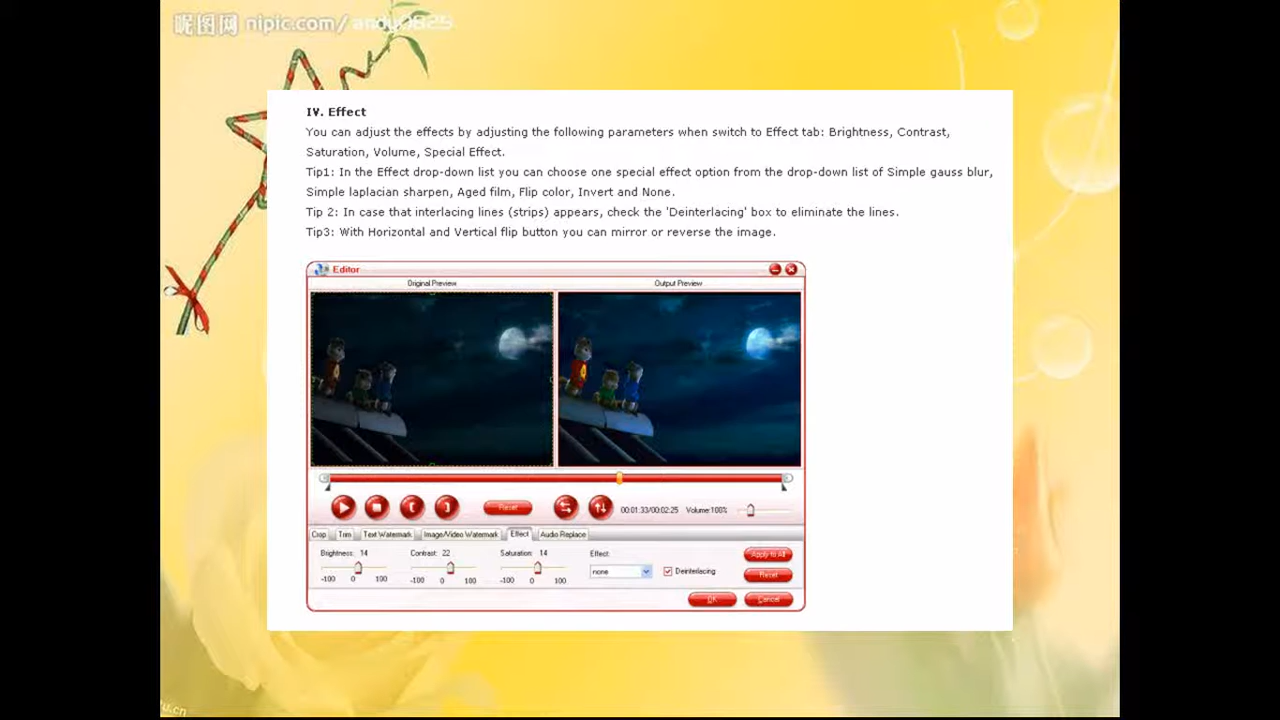 昵图网 nipic.com/andy0825
IV. Effect
You can adjust the effects by adjusting the following parameters when switch to Effect tab: Brightness, Contrast,
Saturation, Volume, Special Effect.
Tip1: In the Effect drop-down list you can choose one special effect option from the drop-down list of Simple gauss blur,
Simple laplacian sharpen, Aged film, Flip color, Invert and None.
Tip 2: In case that interlacing lines (strips) appears, check the 'Deinterlacing' box to eliminate the lines.
Tip3: With Horizontal and Vertical flip button you can mirror or reverse the image.
Editor
Original Preview Output Preview
Reset 00:01:33/00:02:25 Volume:100%
Crop Trim Text Watermark Image/Video Watermark Effect Audio Replace
Brightness: 14 Contrast: 22 Saturation: 14 Effect: Apply to All
none Deinterlacing Reset
-100 0 100 -100 0 100 -100 0 100
OK Cancel
u.cn